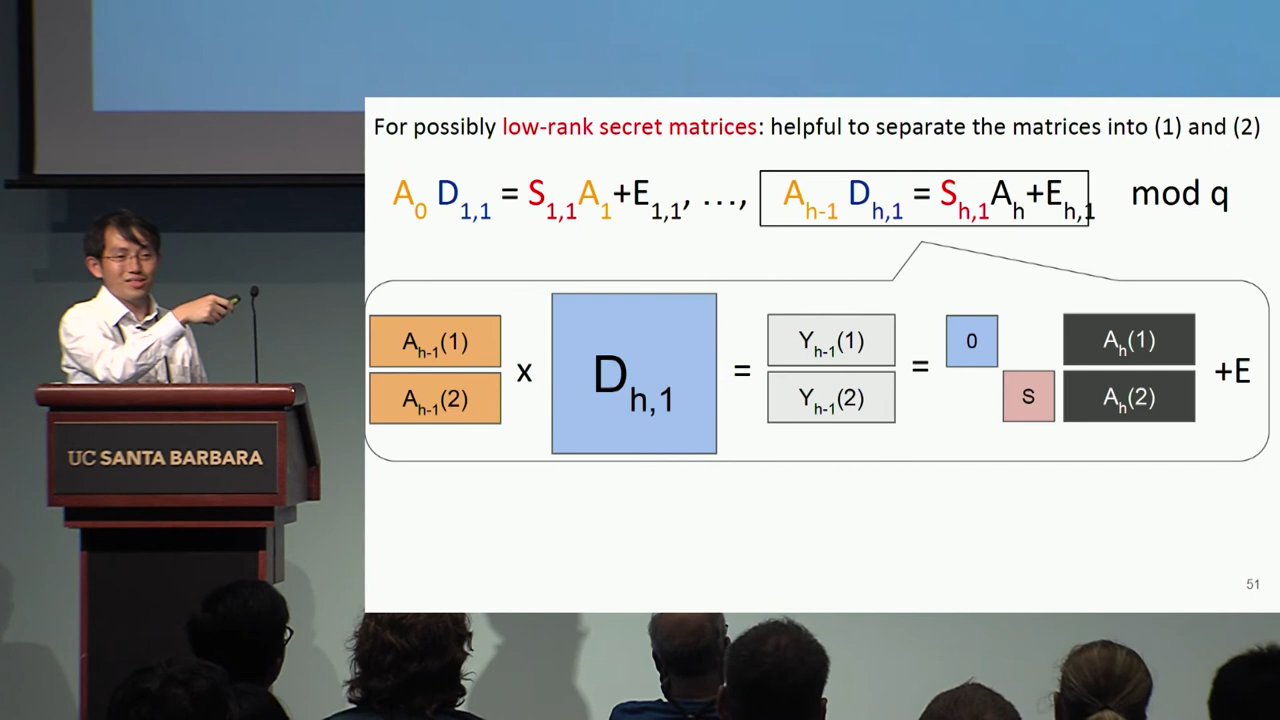 For possibly low-rank secret matrices: helpful to separate the matrices into (1) and (2)
A0 D1,1 = S1,1A1+E1,1, …, Ah-1 Dh,1 = Sh,1Ah+Eh,1 mod q
Ah-1(1)
Ah-1(2)
x
Dh,1
=
Yh-1(1)
Yh-1(2)
=
0
S
Ah(1)
Ah(2)
+E
51
UC SANTA BARBARA